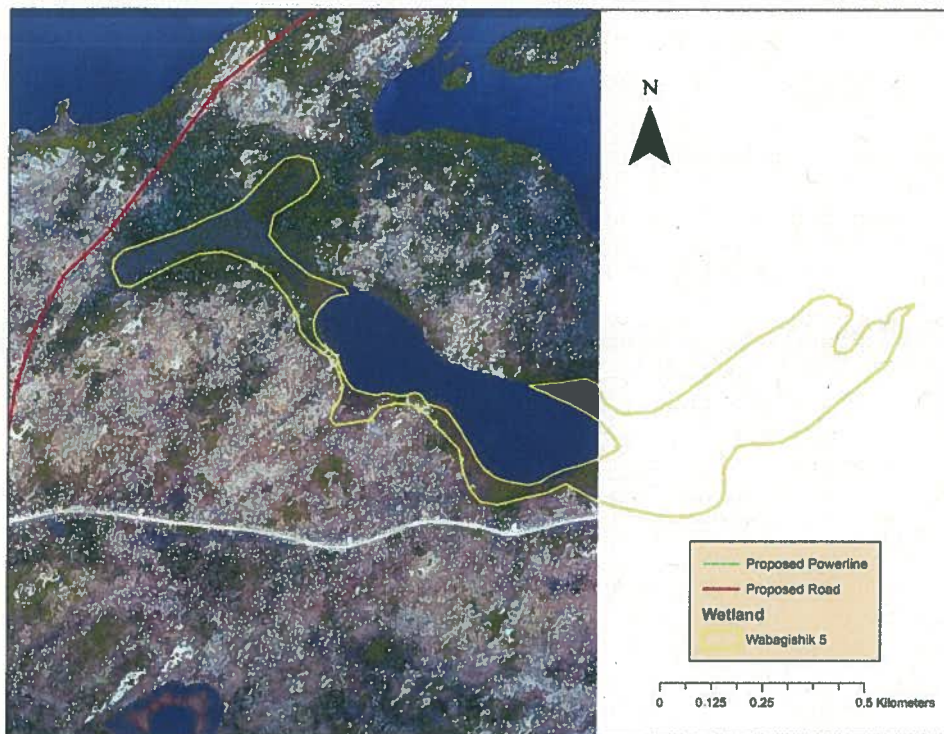 N
Proposed Powerline
Proposed Road
Wetland
Wabagishik 5
0 0.125 0.25 0.5 Kilometers